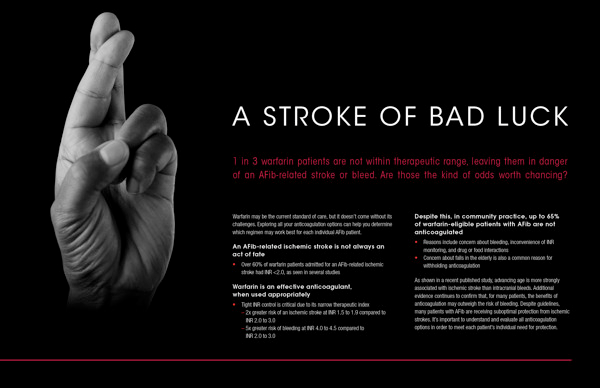 A STROKE OF BAD LUCK
1 in 3 warfarin patients are not within therapeutic range, leaving them in danger
of an AFib-related stroke or bleed. Are those the kind of odds worth chancing?
Warfarin may be the current standard of care, but it doesn't come without its
challenges. Exploring all your anticoagulation options can help you determine
which regimen may work best for each individual AFib patient.
An AFib-related ischemic stroke is not always an
act of fate
• Over 60% of warfarin patients admitted for an AFib-related ischemic
stroke had INR <2.0, as seen in several studies
Warfarin is an effective anticoagulant,
when used appropriately
• Tight INR control is critical due to its narrow therapeutic index
– 2x greater risk of an ischemic stroke at INR 1.5 to 1.9 compared to
INR 2.0 to 3.0
– 5x greater risk of bleeding at INR 4.0 to 4.5 compared to
INR 2.0 to 3.0
Despite this, in community practice, up to 65%
of warfarin-eligible patients with AFib are not
anticoagulated
• Reasons include concern about bleeding, inconvenience of INR
monitoring, and drug or food interactions
• Concern about falls in the elderly is also a common reason for
withholding anticoagulation
As shown in a recent published study, advancing age is more strongly
associated with ischemic stroke than intracranial bleeds. Additional
evidence continues to confirm that, for many patients, the benefits of
anticoagulation may outweigh the risk of bleeding. Despite guidelines,
many patients with AFib are receiving suboptimal protection from ischemic
strokes. It's important to understand and evaluate all anticoagulation
options in order to meet each patient's individual need for protection.